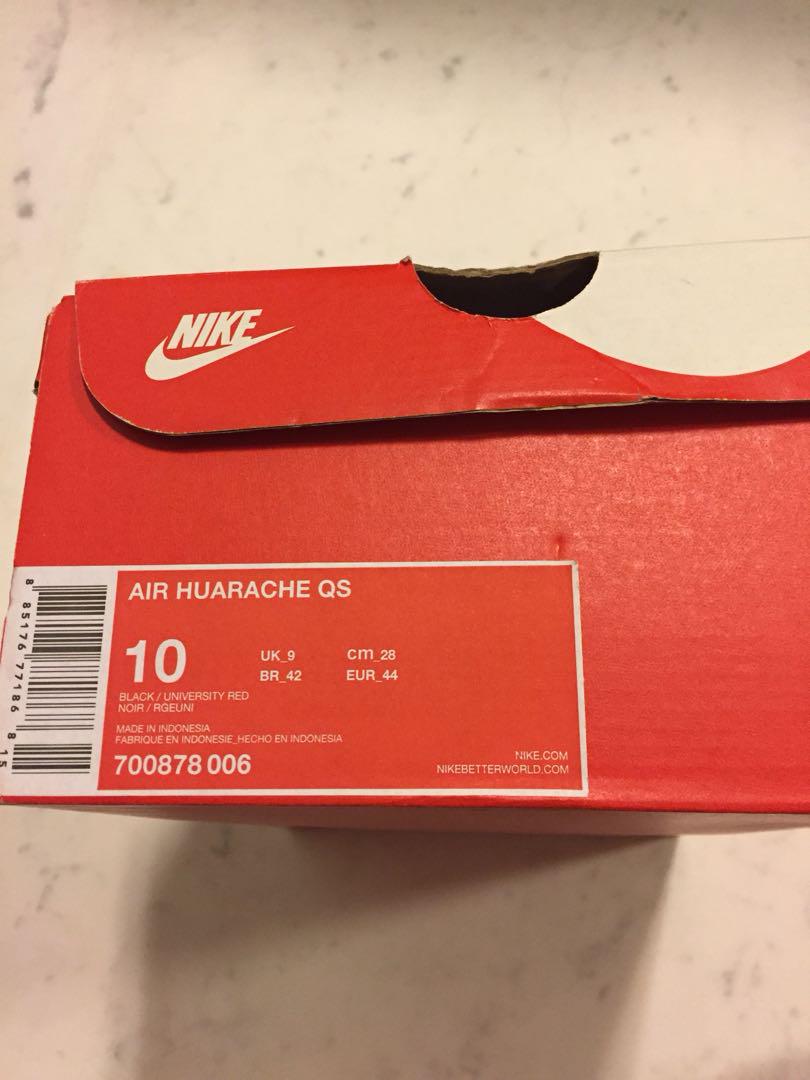 NIKE
AIR HUARACHE QS
10
UK_9 cm_28
BR_42 EUR_44
BLACK / UNIVERSITY RED
NOIR / RGEUNI
MADE IN INDONESIA
FABRIQUE EN INDONESIE_HECHO EN INDONESIA
700878 006
NIKE.COM
NIKEBETTERWORLD.COM
8 85176 77186 8 15